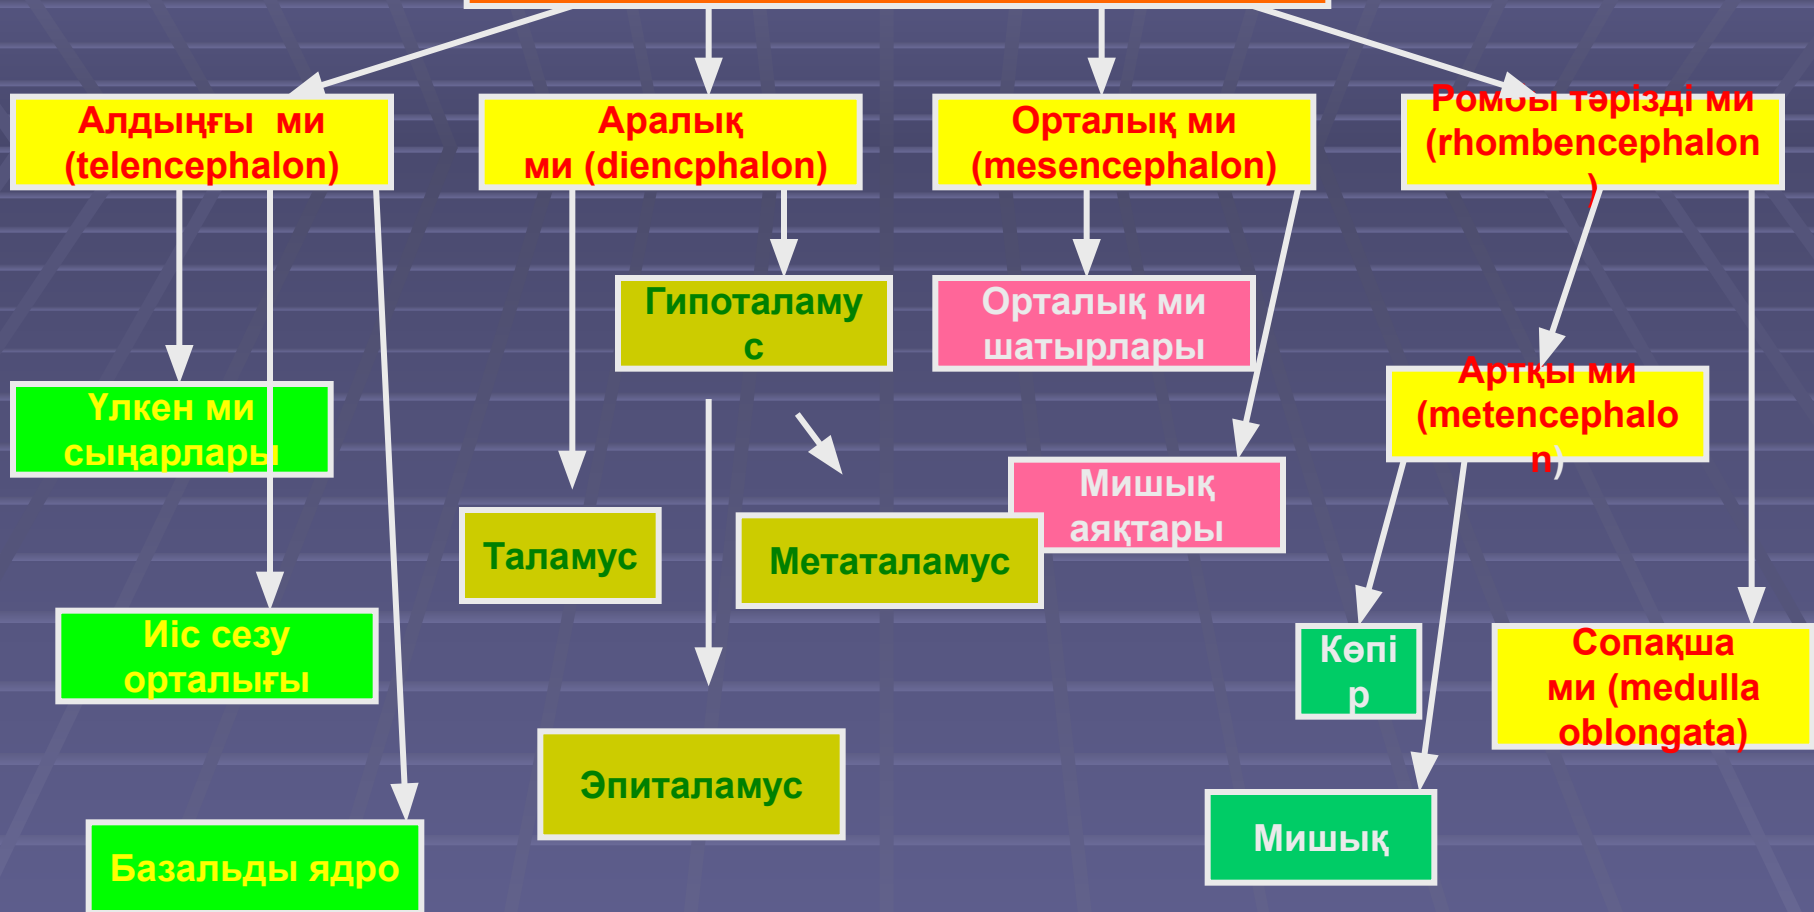 Алдыңғы ми
(telencephalon)
Аралық
ми (diencphalon)
Орталық ми
(mesencephalon)
Ромбы тәрізді ми
(rhombencephalon
)
Гипоталаму
с
Орталық ми
шатырлары
Үлкен ми
сыңарлары
Артқы ми
(metencephalo
n)
Мишық
аяқтары
Таламус
Метаталамус
Иіс сезу
орталығы
Көпі
р
Сопақша
ми (medulla
oblongata)
Эпиталамус
Мишық
Базальды ядро